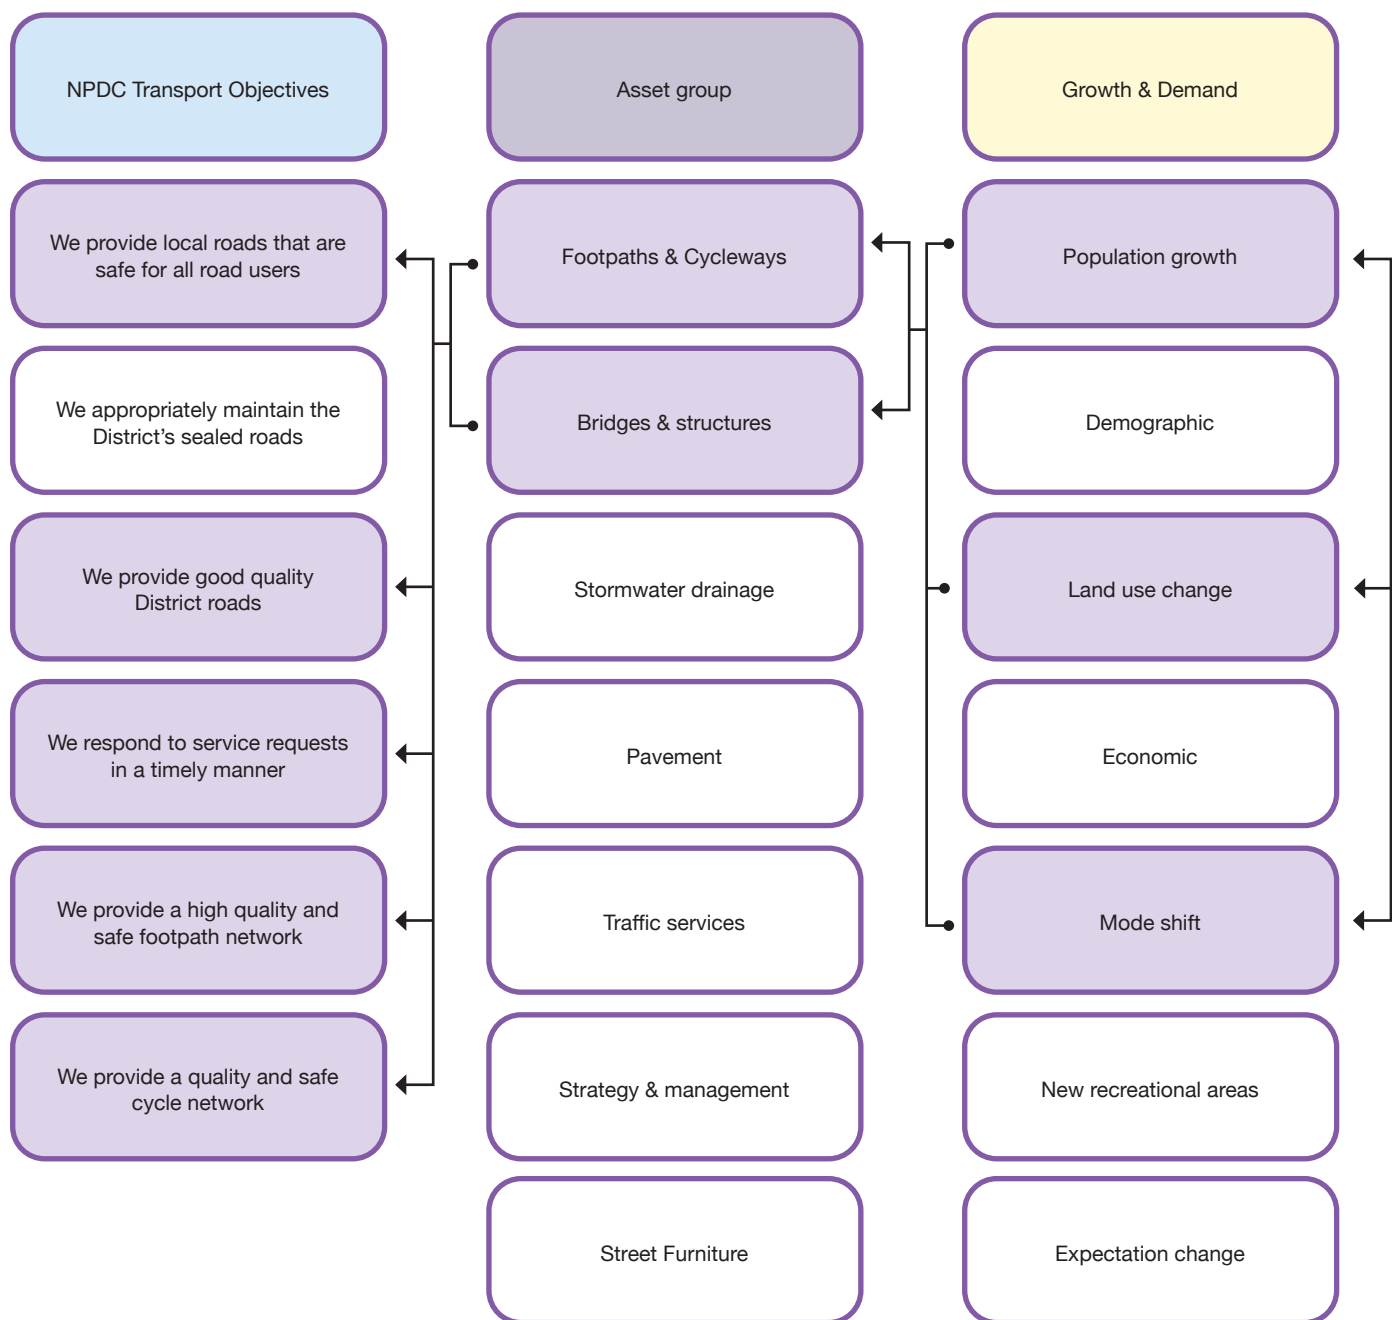 NPDC Transport Objectives
Asset group
Growth & Demand
We provide local roads that are
safe for all road users
Footpaths & Cycleways
Population growth
We appropriately maintain the
District’s sealed roads
Bridges & structures
Demographic
We provide good quality
District roads
Stormwater drainage
Land use change
We respond to service requests
in a timely manner
Pavement
Economic
We provide a high quality and
safe footpath network
Traffic services
Mode shift
We provide a quality and safe
cycle network
Strategy & management
New recreational areas
Street Furniture
Expectation change